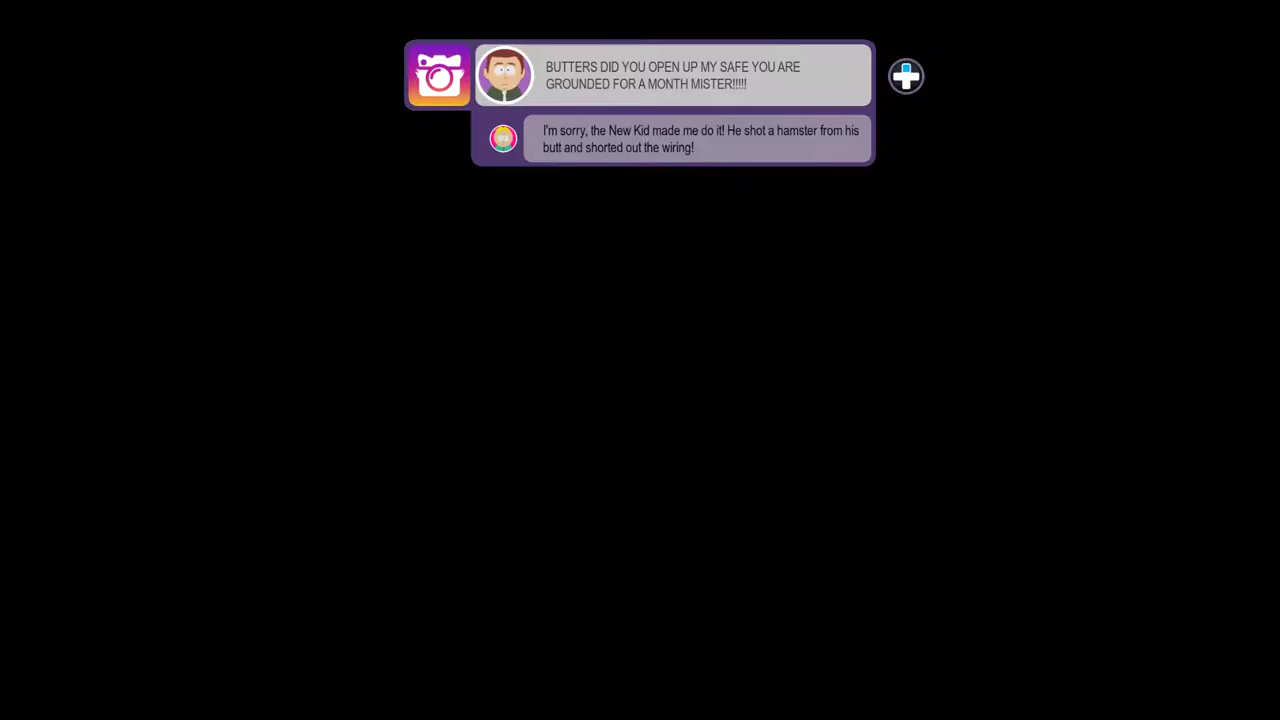 BUTTERS DID YOU OPEN UP MY SAFE YOU ARE
GROUNDED FOR A MONTH MISTER!!!!!
I'm sorry, the New Kid made me do it! He shot a hamster from his
butt and shorted out the wiring!